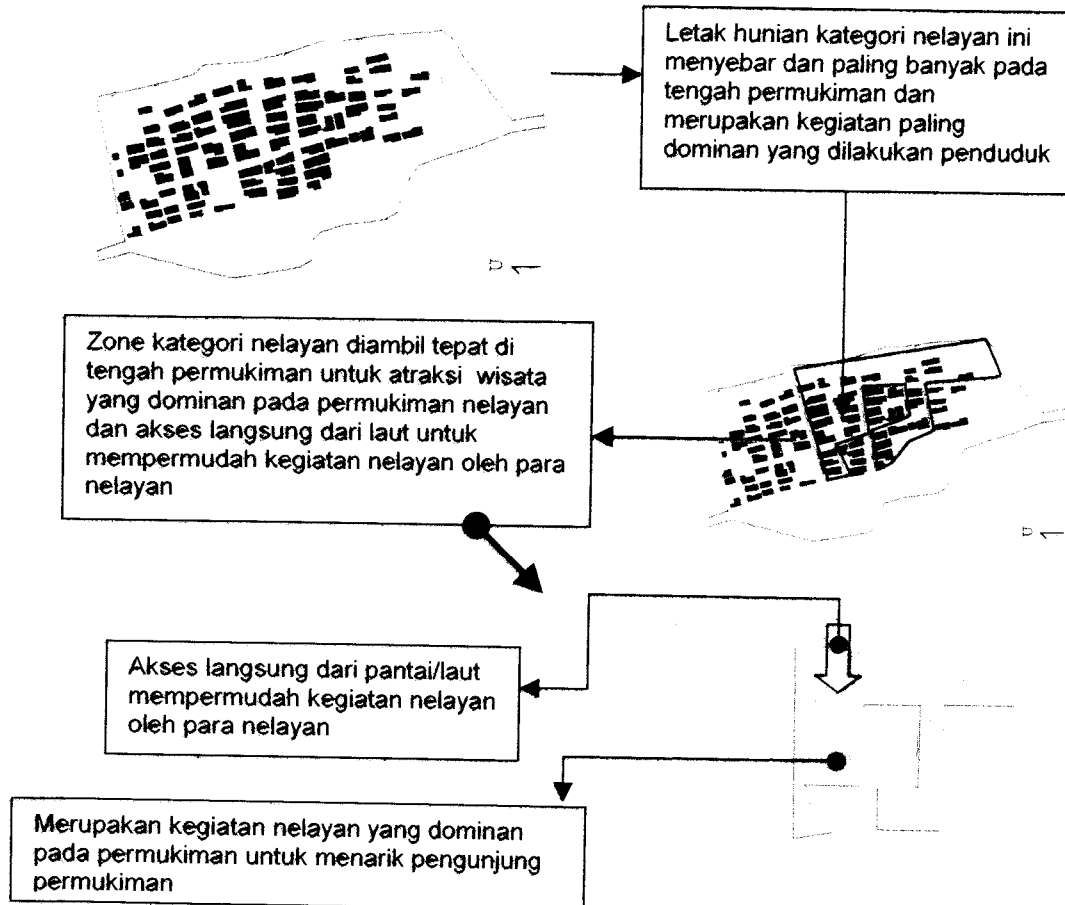 Letak hunian kategori nelayan ini
menyebar dan paling banyak pada
tengah permukiman dan
merupakan kegiatan paling
dominan yang dilakukan penduduk
Zone kategori nelayan diambil tepat di
tengah permukiman untuk atraksi wisata
yang dominan pada permukiman nelayan
dan akses langsung dari laut untuk
mempermudah kegiatan nelayan oleh para
nelayan
Akses langsung dari pantai/laut
mempermudah kegiatan nelayan
oleh para nelayan
Merupakan kegiatan nelayan yang dominan
pada permukiman untuk menarik pengunjung
permukiman